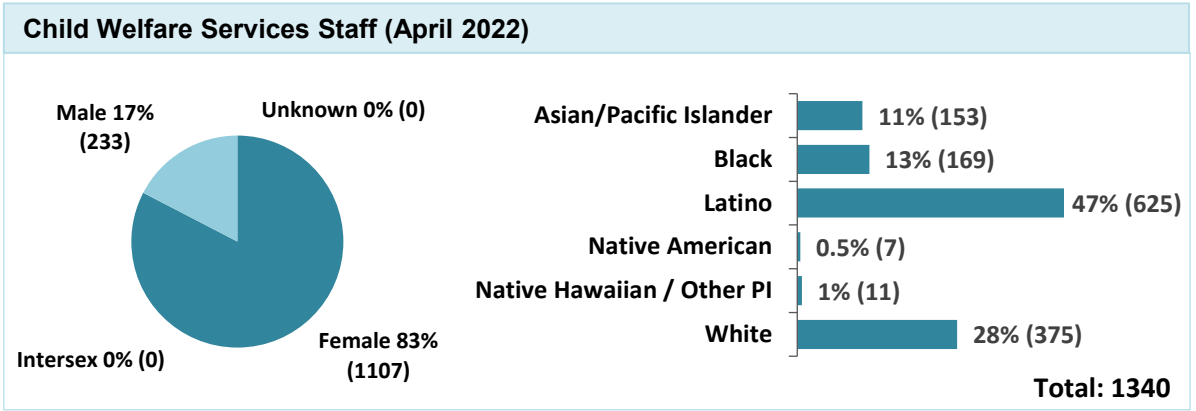 Child Welfare Services Staff (April 2022)
Male 17%
(233)
Unknown 0% (0)
Intersex 0% (0)
Female 83%
(1107)
Asian/Pacific Islander 11% (153)
Black 13% (169)
Latino 47% (625)
Native American 0.5% (7)
Native Hawaiian / Other PI 1% (11)
White 28% (375)
Total: 1340